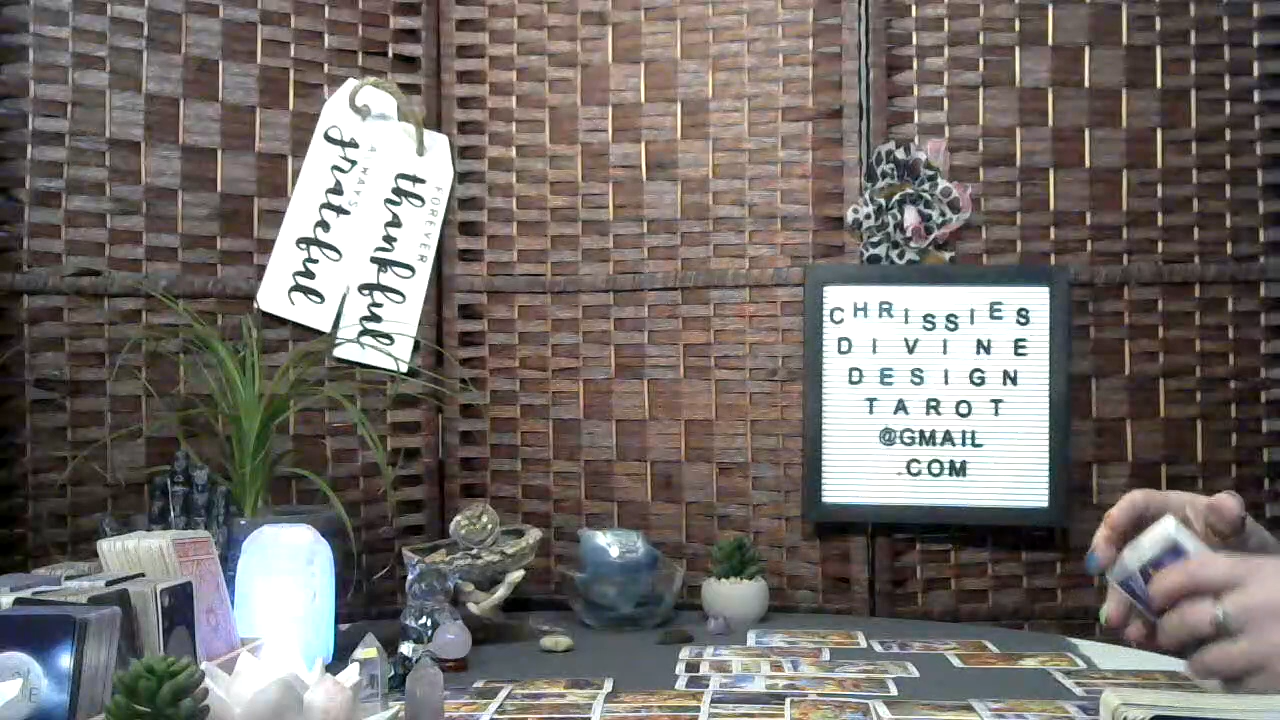 FOREVER
thankful
ALWAYS
grateful
CHRISSIES
DIVINE
DESIGN
TAROT
@GMAIL
.COM